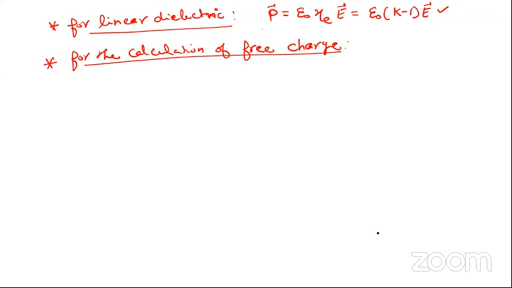 * for linear dielectric: P⃗ = ε₀ χₑ E⃗ = ε₀(K-1)E⃗ ✓
* for the calculation of free charge:
zoom